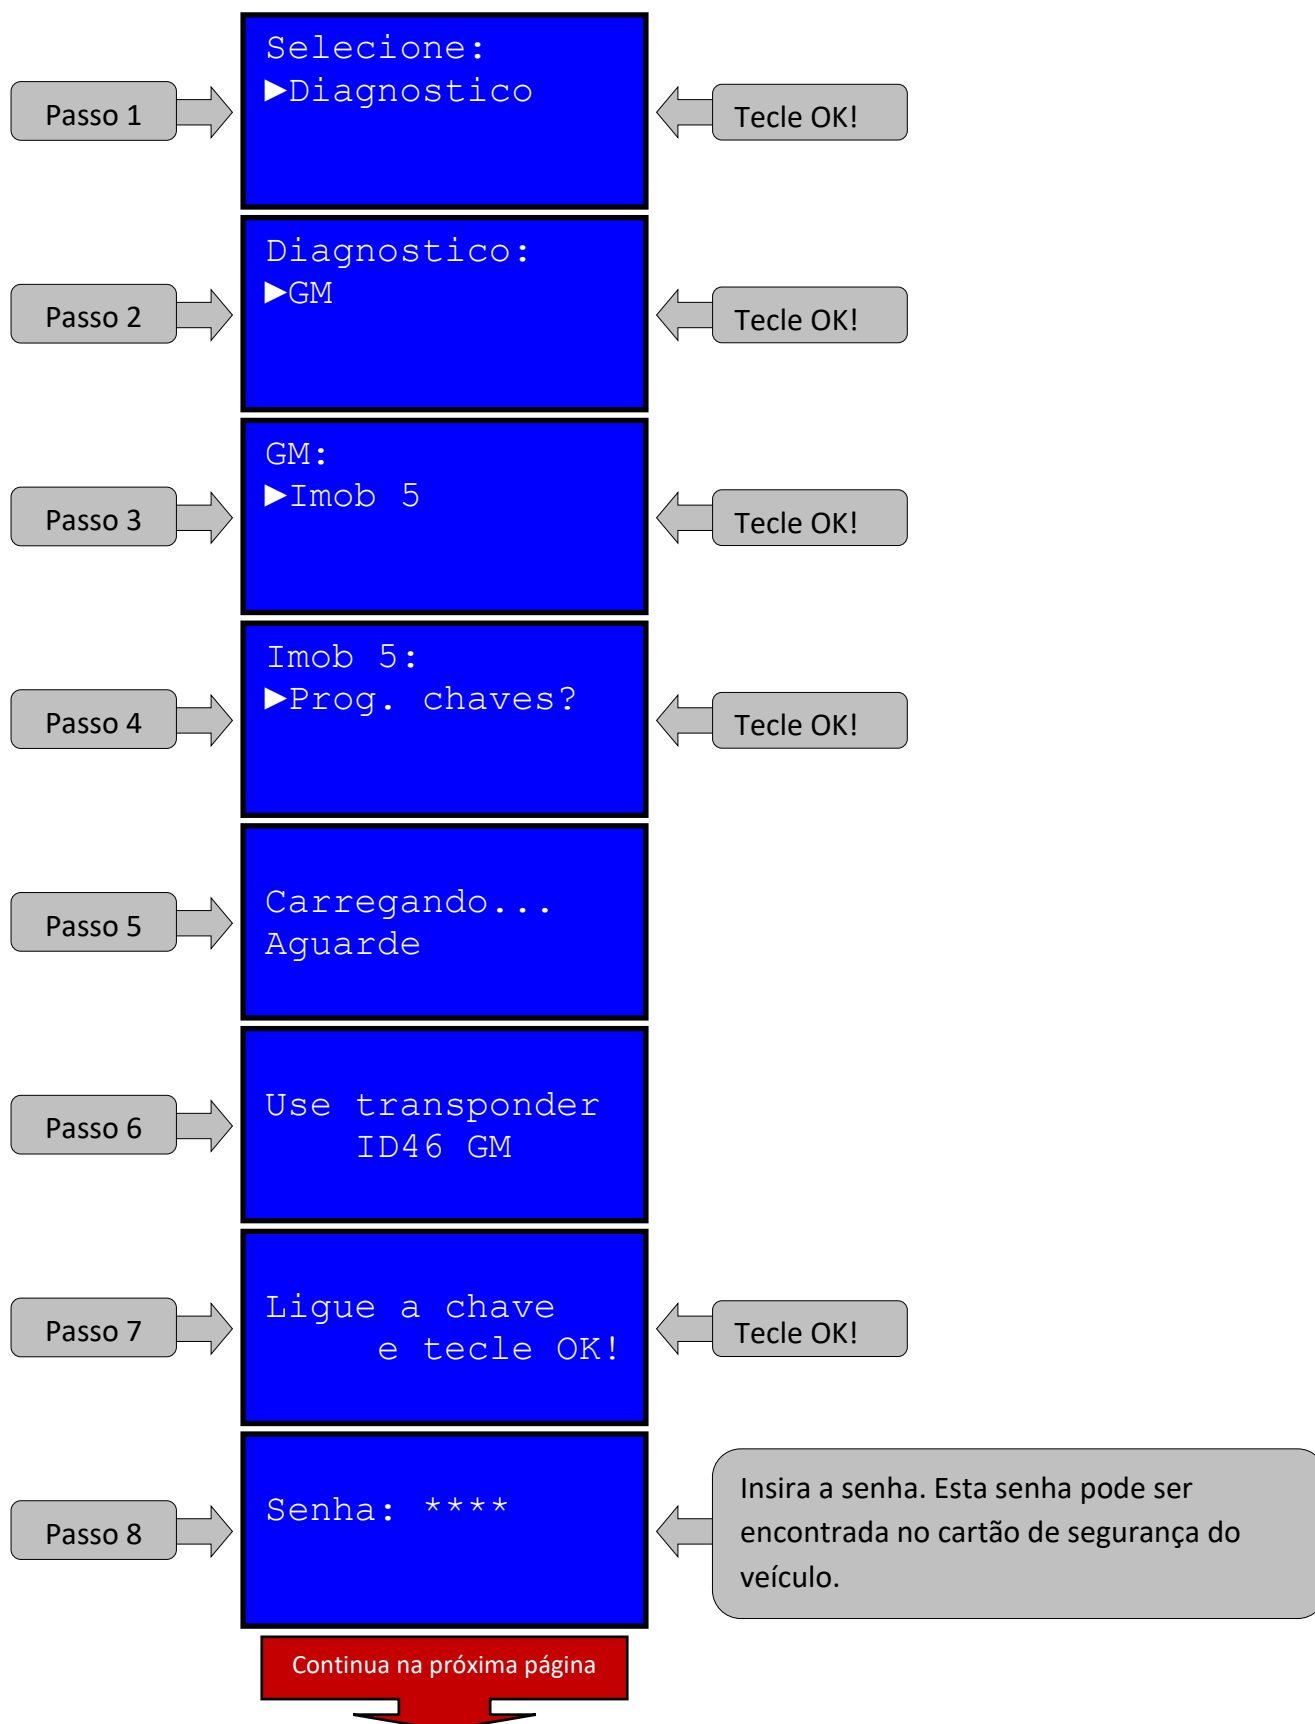 Selecione:
►Diagnostico
Passo 1
Tecle OK!
Diagnostico:
►GM
Passo 2
Tecle OK!
GM:
►Imob 5
Passo 3
Tecle OK!
Imob 5:
►Prog. chaves?
Passo 4
Tecle OK!
Carregando...
Aguarde
Passo 5
Use transponder
ID46 GM
Passo 6
Ligue a chave
e tecle OK!
Passo 7
Tecle OK!
Senha: ****
Passo 8
Insira a senha. Esta senha pode ser
encontrada no cartão de segurança do
veículo.
Continua na próxima página